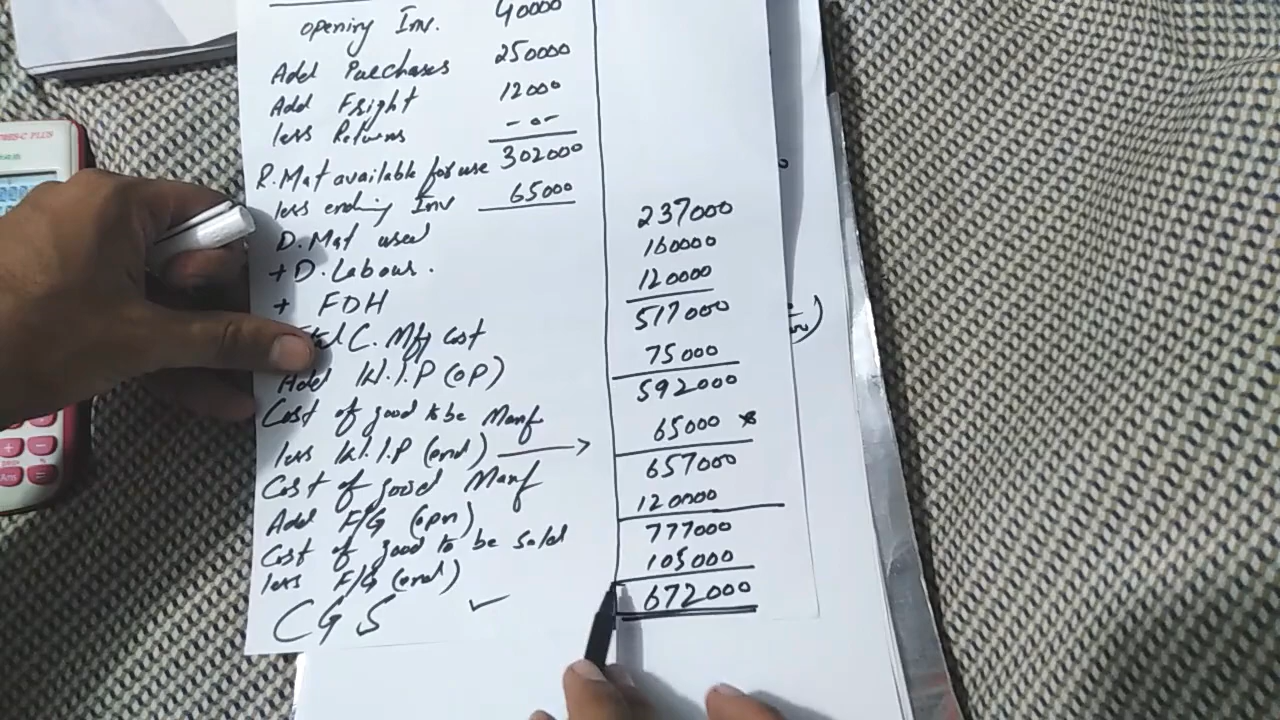 opening Inv. 40000
Add Purchases 250000
Add Fright 12000
less Returns -o-
R.Mat available for use 302000
less ending Inv 65000
D.Mat used 237000
+ D.Labour. 160000
+ FOH 120000
C. Mfg Cost 517000
Add W.I.P (OP) 75000
Cost of good to be Manf 592000
less W.I.P (end) 65000
Cost of good Manf 657000
Add F/G (opn) 120000
Cost of good to be Sold 777000
less F/G (end) 105000
CGS ✓ 672000